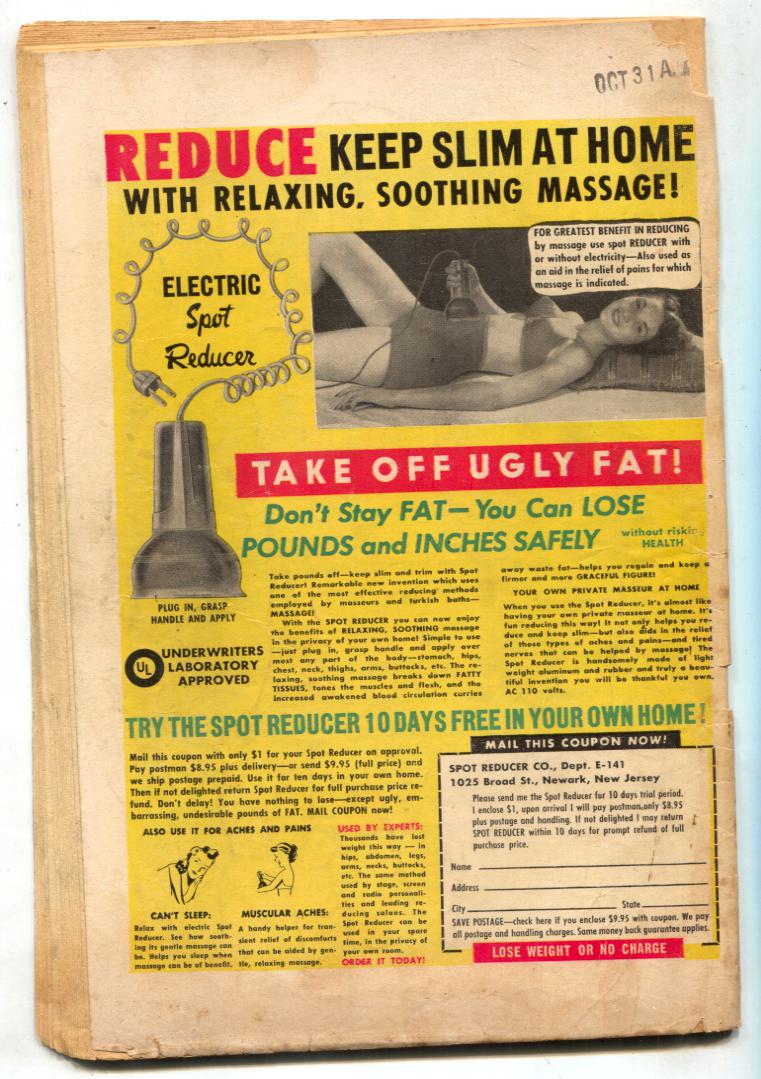 OCT 31 A
REDUCE KEEP SLIM AT HOME
WITH RELAXING, SOOTHING MASSAGE!
ELECTRIC
Spot
Reducer
FOR GREATEST BENEFIT IN REDUCING
by massage use spot REDUCER with
or without electricity—Also used as
an aid in the relief of pains for which
massage is indicated.
TAKE OFF UGLY FAT!
Don't Stay FAT—You Can LOSE
POUNDS and INCHES SAFELY
without riskin
HEALTH
PLUG IN, GRASP
HANDLE AND APPLY
UL
UNDERWRITERS
LABORATORY
APPROVED
Take pounds off—keep slim and trim with Spot
Reducer! Remarkable new invention which uses
one of the most effective reducing methods
employed by masseurs and turkish baths—
MASSAGE!
With the SPOT REDUCER you can now enjoy
the benefits of RELAXING, SOOTHING massage
in the privacy of your own home! Simple to use
—just plug in, grasp handle and apply over
most any part of the body—stomach, hips,
chest, neck, thighs, arms, buttocks, etc. The re-
laxing, soothing massage breaks down FATTY
TISSUES, tones the muscles and flesh, and the
increased awakened blood circulation carries
away waste fat—helps you regain and keep a
firmer and more GRACEFUL FIGURE!
YOUR OWN PRIVATE MASSEUR AT HOME
When you use the Spot Reducer, it's almost like
having your own private masseur at home. It's
fun reducing this way! It not only helps you re-
duce and keep slim—but also aids in the relief
of those types of aches and pains—and tired
nerves that can be helped by massage! The
Spot Reducer is handsomely made of light
weight aluminum and rubber and truly a beau-
tiful invention you will be thankful you own.
AC 110 volts.
TRY THE SPOT REDUCER 10 DAYS FREE IN YOUR OWN HOME!
Mail this coupon with only $1 for your Spot Reducer on approval.
Pay postman $8.95 plus delivery—or send $9.95 (full price) and
we ship postage prepaid. Use it for ten days in your own home.
Then if not delighted return Spot Reducer for full purchase price re-
fund. Don't delay! You have nothing to lose—except ugly, em-
barrassing, undesirable pounds of FAT. MAIL COUPON now!
ALSO USE IT FOR ACHES AND PAINS
CAN'T SLEEP:
Relax with electric Spot
Reducer. See how sooth-
ing its gentle massage can
be. Helps you sleep when
massage can be of benefit.
MUSCULAR ACHES:
A handy helper for tran-
sient relief of discomforts
that can be aided by gen-
tle, relaxing massage.
USED BY EXPERTS:
Thousands have lost
weight this way — in
hips, abdomen, legs,
arms, necks, buttocks,
etc. The same method
used by stage, screen
and radio personali-
ties and leading re-
ducing salons. The
Spot Reducer can be
used in your spare
time, in the privacy of
your own room.
ORDER IT TODAY!
MAIL THIS COUPON NOW!
SPOT REDUCER CO., Dept. E-141
1025 Broad St., Newark, New Jersey
Please send me the Spot Reducer for 10 days trial period.
I enclose $1, upon arrival I will pay postman only $8.95
plus postage and handling. If not delighted I may return
SPOT REDUCER within 10 days for prompt refund of full
purchase price.
Name
Address
City State
SAVE POSTAGE—check here if you enclose $9.95 with coupon. We pay
all postage and handling charges. Same money back guarantee applies.
LOSE WEIGHT OR NO CHARGE